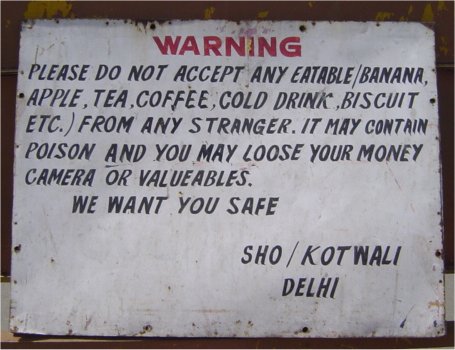 WARNING
PLEASE DO NOT ACCEPT ANY EATABLE/BANANA,
APPLE, TEA, COFFEE, COLD DRINK, BISCUIT
ETC.) FROM ANY STRANGER. IT MAY CONTAIN
POISON AND YOU MAY LOOSE YOUR MONEY
CAMERA OR VALUEABLES.
WE WANT YOU SAFE
SHO/KOTWALI
DELHI